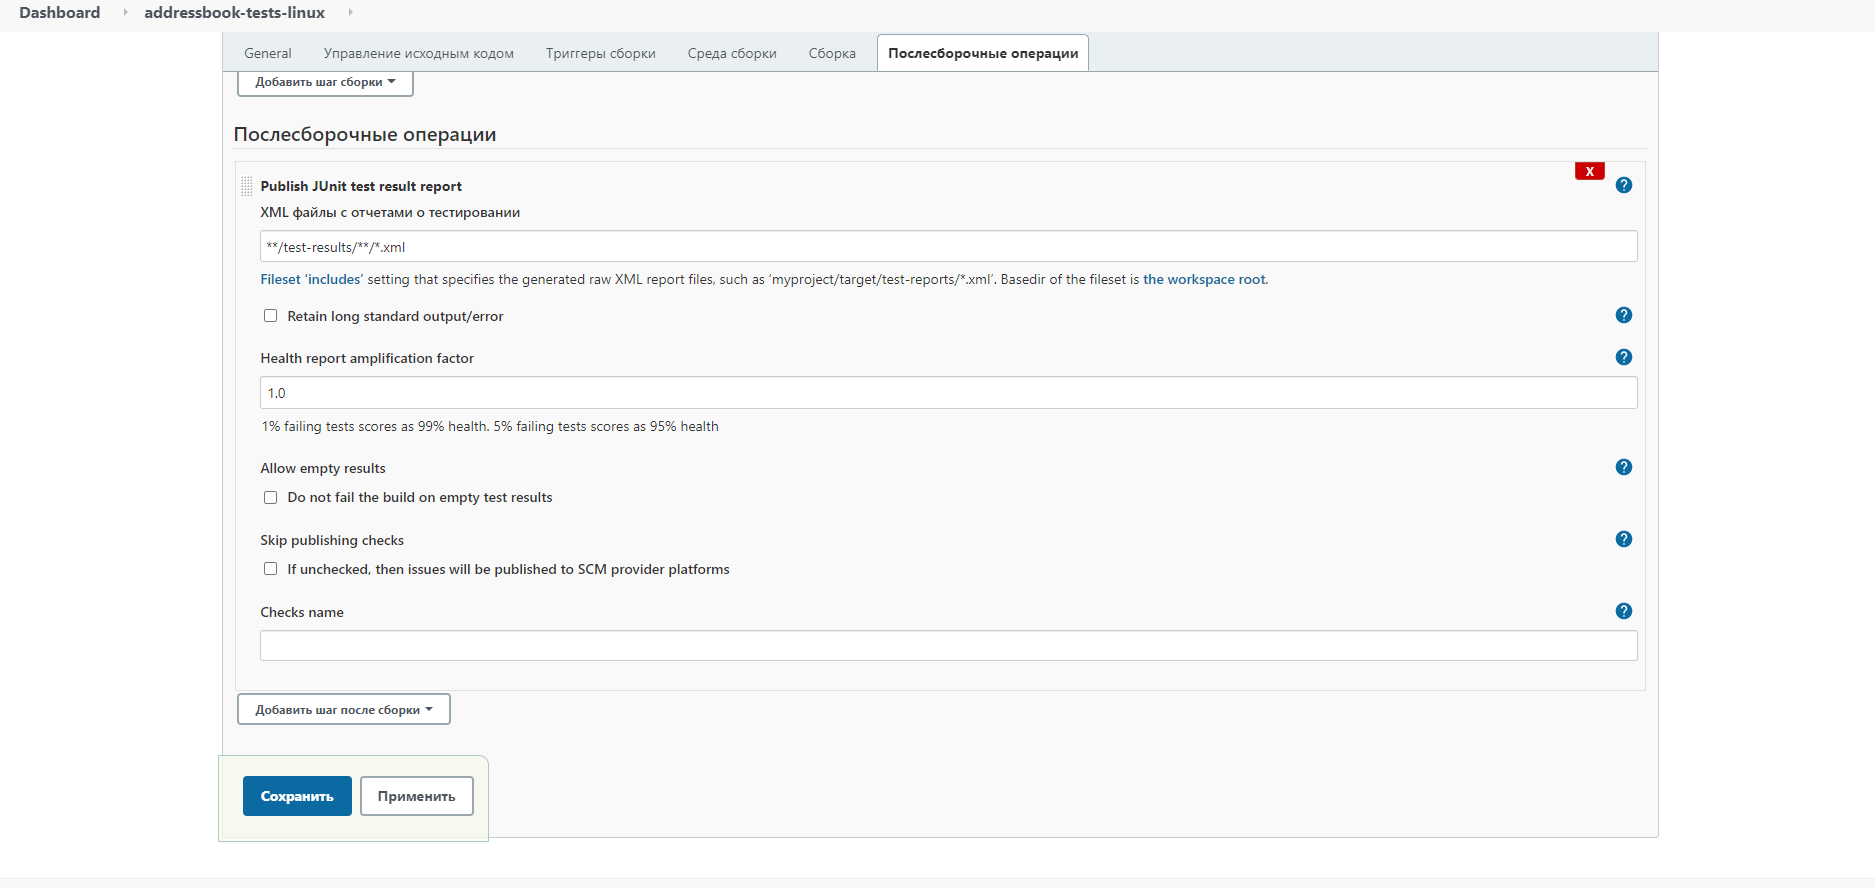 Dashboard addressbook-tests-linux
General Управление исходным кодом Триггеры сборки Среда сборки Сборка Послесборочные операции
Добавить шаг сборки
Послесборочные операции
X
Publish JUnit test result report ?
XML файлы с отчетами о тестировании
**/test-results/**/*.xml
Fileset ‘includes’ setting that specifies the generated raw XML report files, such as ‘myproject/target/test-reports/*.xml’. Basedir of the fileset is the workspace root.
Retain long standard output/error ?
Health report amplification factor ?
1.0
1% failing tests scores as 99% health. 5% failing tests scores as 95% health
Allow empty results ?
Do not fail the build on empty test results
Skip publishing checks ?
If unchecked, then issues will be published to SCM provider platforms
Checks name ?
Добавить шаг после сборки
Сохранить Применить